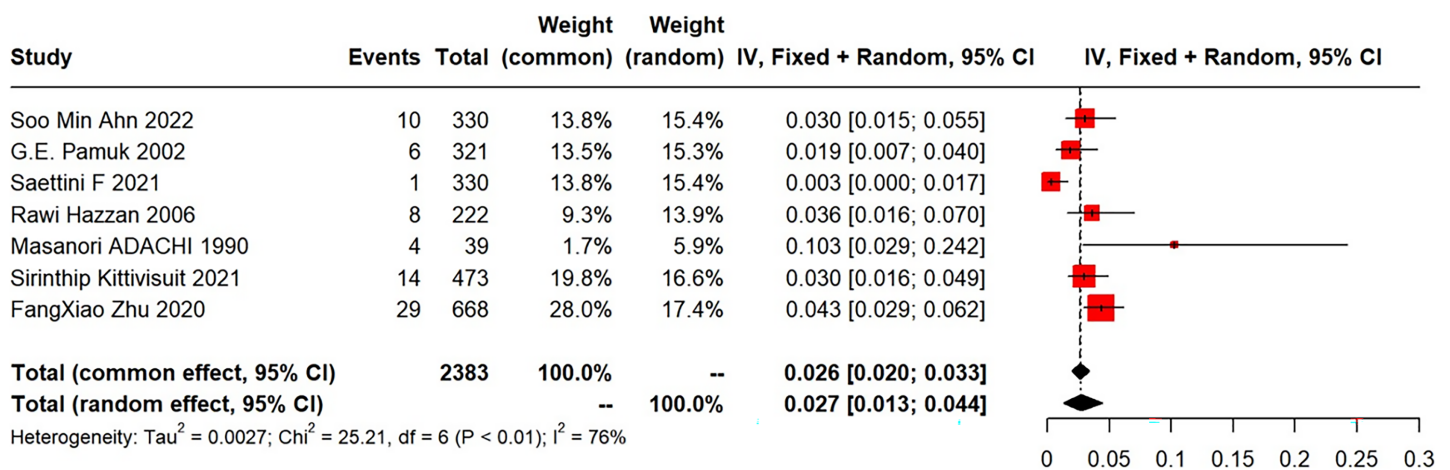 Weight Weight
Study Events Total (common) (random) IV, Fixed + Random, 95% CI IV, Fixed + Random, 95% CI
Soo Min Ahn 2022 10 330 13.8% 15.4% 0.030 [0.015; 0.055]
G.E. Pamuk 2002 6 321 13.5% 15.3% 0.019 [0.007; 0.040]
Saettini F 2021 1 330 13.8% 15.4% 0.003 [0.000; 0.017]
Rawi Hazzan 2006 8 222 9.3% 13.9% 0.036 [0.016; 0.070]
Masanori ADACHI 1990 4 39 1.7% 5.9% 0.103 [0.029; 0.242]
Sirinthip Kittivisuit 2021 14 473 19.8% 16.6% 0.030 [0.016; 0.049]
FangXiao Zhu 2020 29 668 28.0% 17.4% 0.043 [0.029; 0.062]
Total (common effect, 95% CI) 2383 100.0% -- 0.026 [0.020; 0.033]
Total (random effect, 95% CI) -- 100.0% 0.027 [0.013; 0.044]
Heterogeneity: Tau² = 0.0027; Chi² = 25.21, df = 6 (P < 0.01); I² = 76%
0 0.05 0.1 0.15 0.2 0.25 0.3